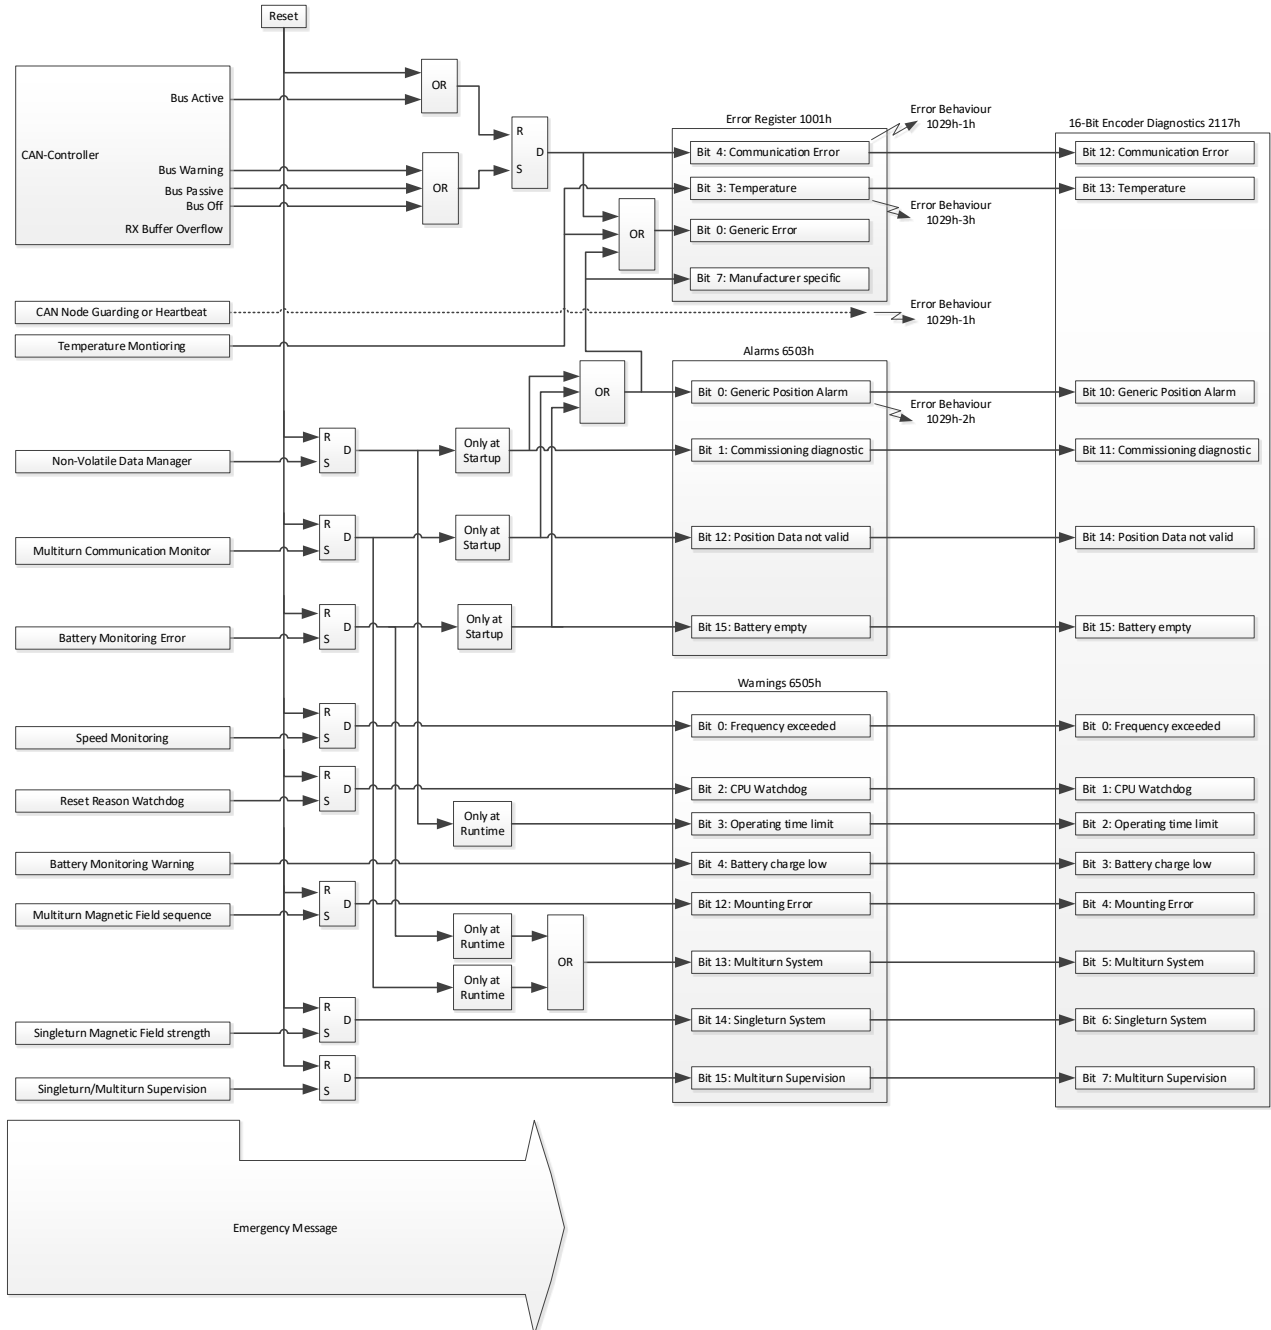 Reset
OR
Bus Active
CAN-Controller
Bus Warning
Bus Passive
Bus Off
RX Buffer Overflow
OR
R
D
S
Error Register 1001h
Bit 4: Communication Error
Bit 3: Temperature
Bit 0: Generic Error
Bit 7: Manufacturer specific
OR
Error Behaviour
1029h-1h
Error Behaviour
1029h-3h
Error Behaviour
1029h-1h
16-Bit Encoder Diagnostics 2117h
Bit 12: Communication Error
Bit 13: Temperature
CAN Node Guarding or Heartbeat
Temperature Montioring
Alarms 6503h
OR
Bit 0: Generic Position Alarm
Error Behaviour
1029h-2h
Bit 10: Generic Position Alarm
Non-Volatile Data Manager
R
D
S
Only at
Startup
Bit 1: Commissioning diagnostic
Bit 11: Commissioning diagnostic
Multiturn Communication Monitor
R
D
S
Only at
Startup
Bit 12: Position Data not valid
Bit 14: Position Data not valid
Battery Monitoring Error
R
D
S
Only at
Startup
Bit 15: Battery empty
Bit 15: Battery empty
Warnings 6505h
Speed Monitoring
R
D
S
Bit 0: Frequency exceeded
Bit 0: Frequency exceeded
Reset Reason Watchdog
R
D
S
Bit 2: CPU Watchdog
Bit 1: CPU Watchdog
Only at
Runtime
Bit 3: Operating time limit
Bit 2: Operating time limit
Battery Monitoring Warning
Bit 4: Battery charge low
Bit 3: Battery charge low
Multiturn Magnetic Field sequence
R
D
S
Bit 12: Mounting Error
Bit 4: Mounting Error
Only at
Runtime
Only at
Runtime
OR
Bit 13: Multiturn System
Bit 5: Multiturn System
Singleturn Magnetic Field strength
R
D
S
Bit 14: Singleturn System
Bit 6: Singleturn System
Singleturn/Multiturn Supervision
R
D
S
Bit 15: Multiturn Supervision
Bit 7: Multiturn Supervision
Emergency Message